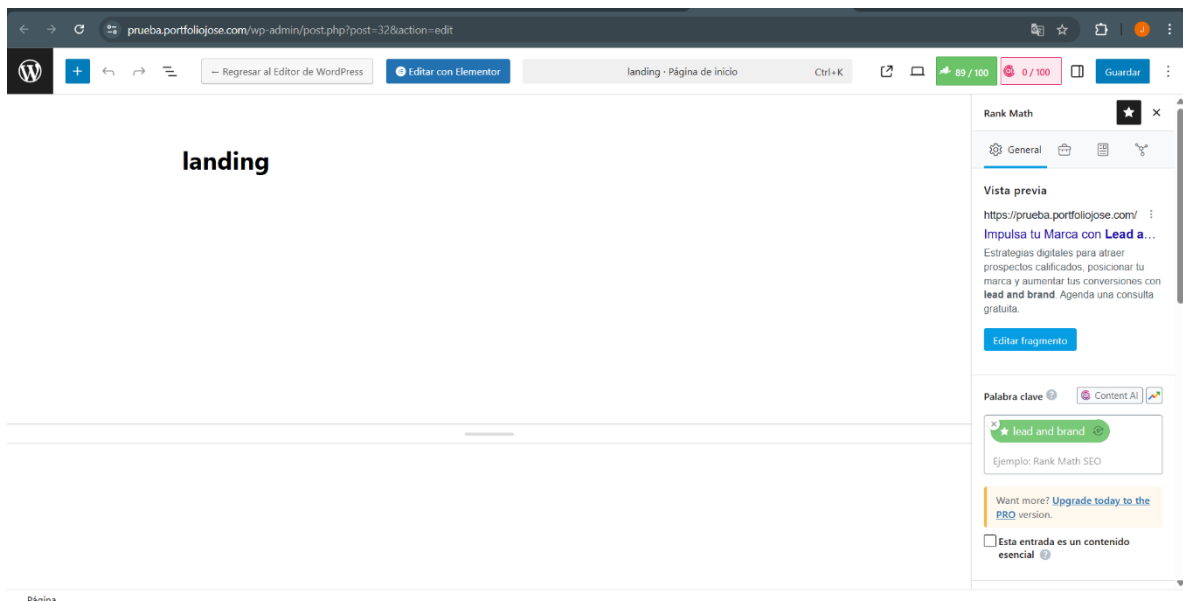 prueba.portfoliojose.com/wp-admin/post.php?post=32&action=edit
J
← Regresar al Editor de WordPress
Editar con Elementor
landing · Página de inicio
Ctrl+K
89 / 100
0 / 100
Guardar
landing
Rank Math
General
Vista previa
https://prueba.portfoliojose.com/
Impulsa tu Marca con Lead a...
Estrategias digitales para atraer
prospectos calificados, posicionar tu
marca y aumentar tus conversiones con
lead and brand. Agenda una consulta
gratuita.
Editar fragmento
Palabra clave
Content AI
lead and brand
Ejemplo: Rank Math SEO
Want more? Upgrade today to the
PRO version.
Esta entrada es un contenido
esencial
Página